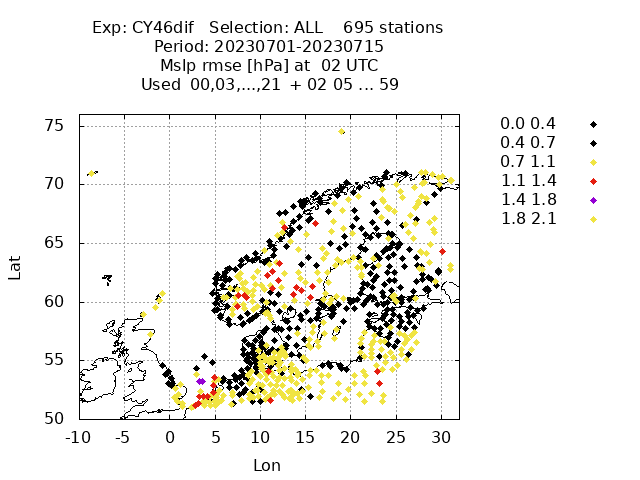 Exp: CY46dif   Selection: ALL    695 stations
Period: 20230701-20230715
Mslp rmse [hPa] at  02 UTC
Used  00,03,...,21  + 02 05 ... 59
0.0 0.4
0.4 0.7
0.7 1.1
1.1 1.4
1.4 1.8
1.8 2.1
75
70
65
60
55
50
Lat
-10 -5 0 5 10 15 20 25 30
Lon